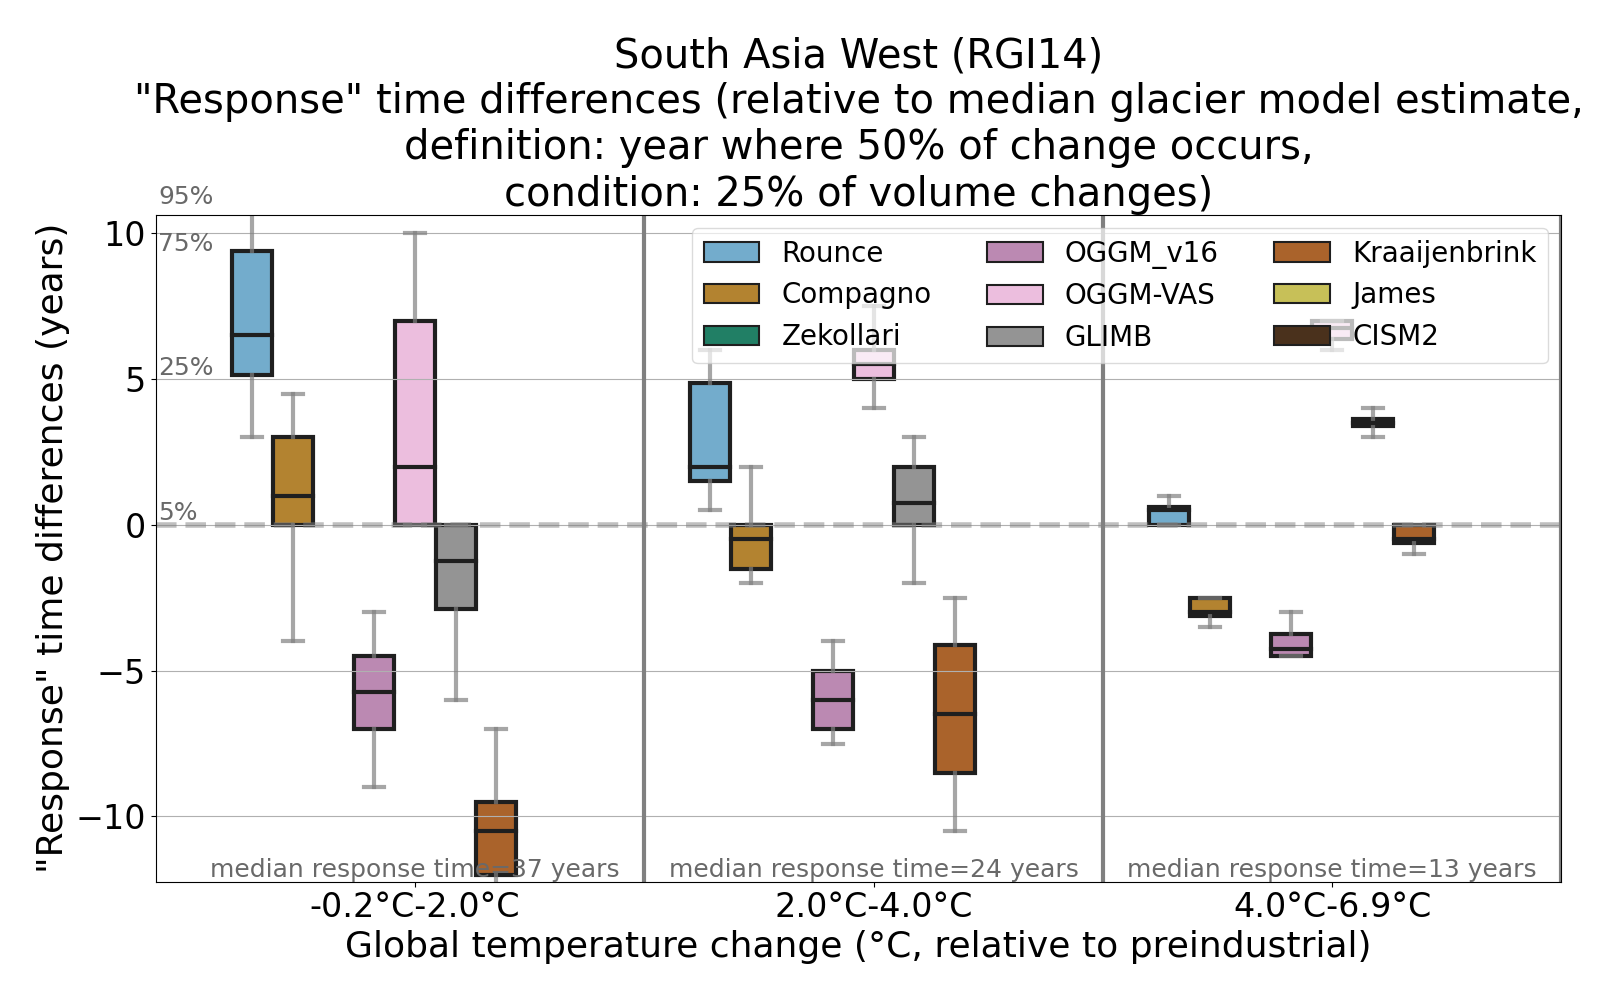 South Asia West (RGI14)
"Response" time differences (relative to median glacier model estimate,
definition: year where 50% of change occurs,
condition: 25% of volume changes)
95%
75%
25%
5%
10
5
0
−5
−10
"Response" time differences (years)
Rounce
Compagno
Zekollari
OGGM_v16
OGGM-VAS
GLIMB
Kraaijenbrink
James
CISM2
median response time=37 years
median response time=24 years
median response time=13 years
-0.2°C-2.0°C
2.0°C-4.0°C
4.0°C-6.9°C
Global temperature change (°C, relative to preindustrial)